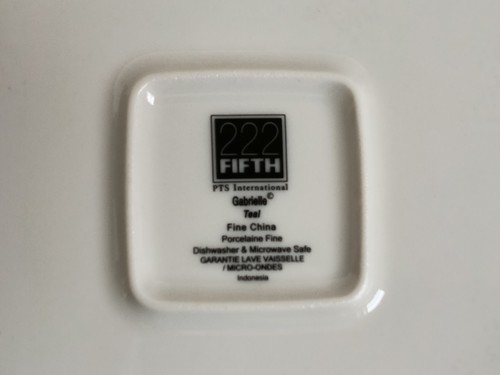 222
FIFTH
PTS International
Gabrielle©
Teal
Fine China
Porcelaine Fine
Dishwasher & Microwave Safe
GARANTIE LAVE VAISSELLE
/ MICRO-ONDES
Indonesia